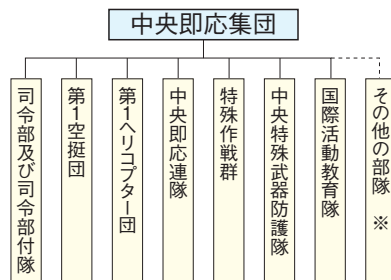 中央即応集団
司令部及び司令部付隊
第1空挺団
第1ヘリコプター団
中央即応連隊
特殊作戦群
中央特殊武器防護隊
国際活動教育隊
その他の部隊 ※